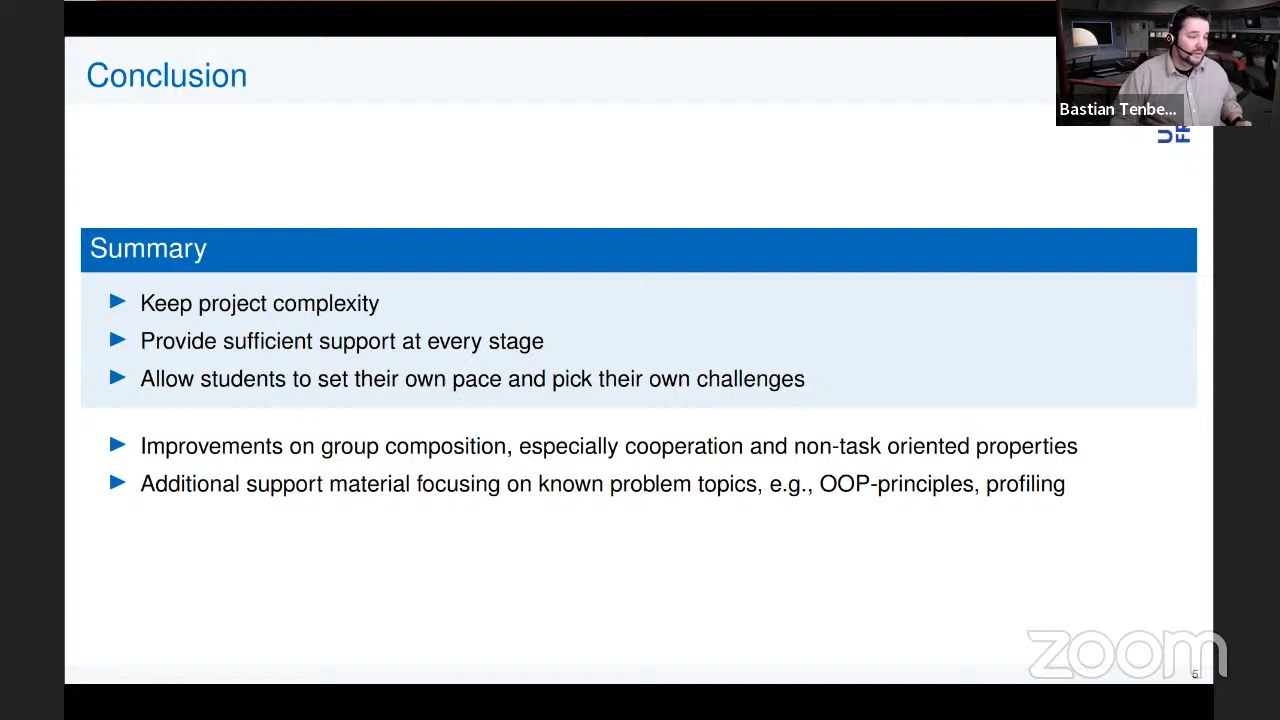 Conclusion
Bastian Tenbe...
U
FR
Summary
Keep project complexity
Provide sufficient support at every stage
Allow students to set their own pace and pick their own challenges
Improvements on group composition, especially cooperation and non-task oriented properties
Additional support material focusing on known problem topics, e.g., OOP-principles, profiling
zoom
5